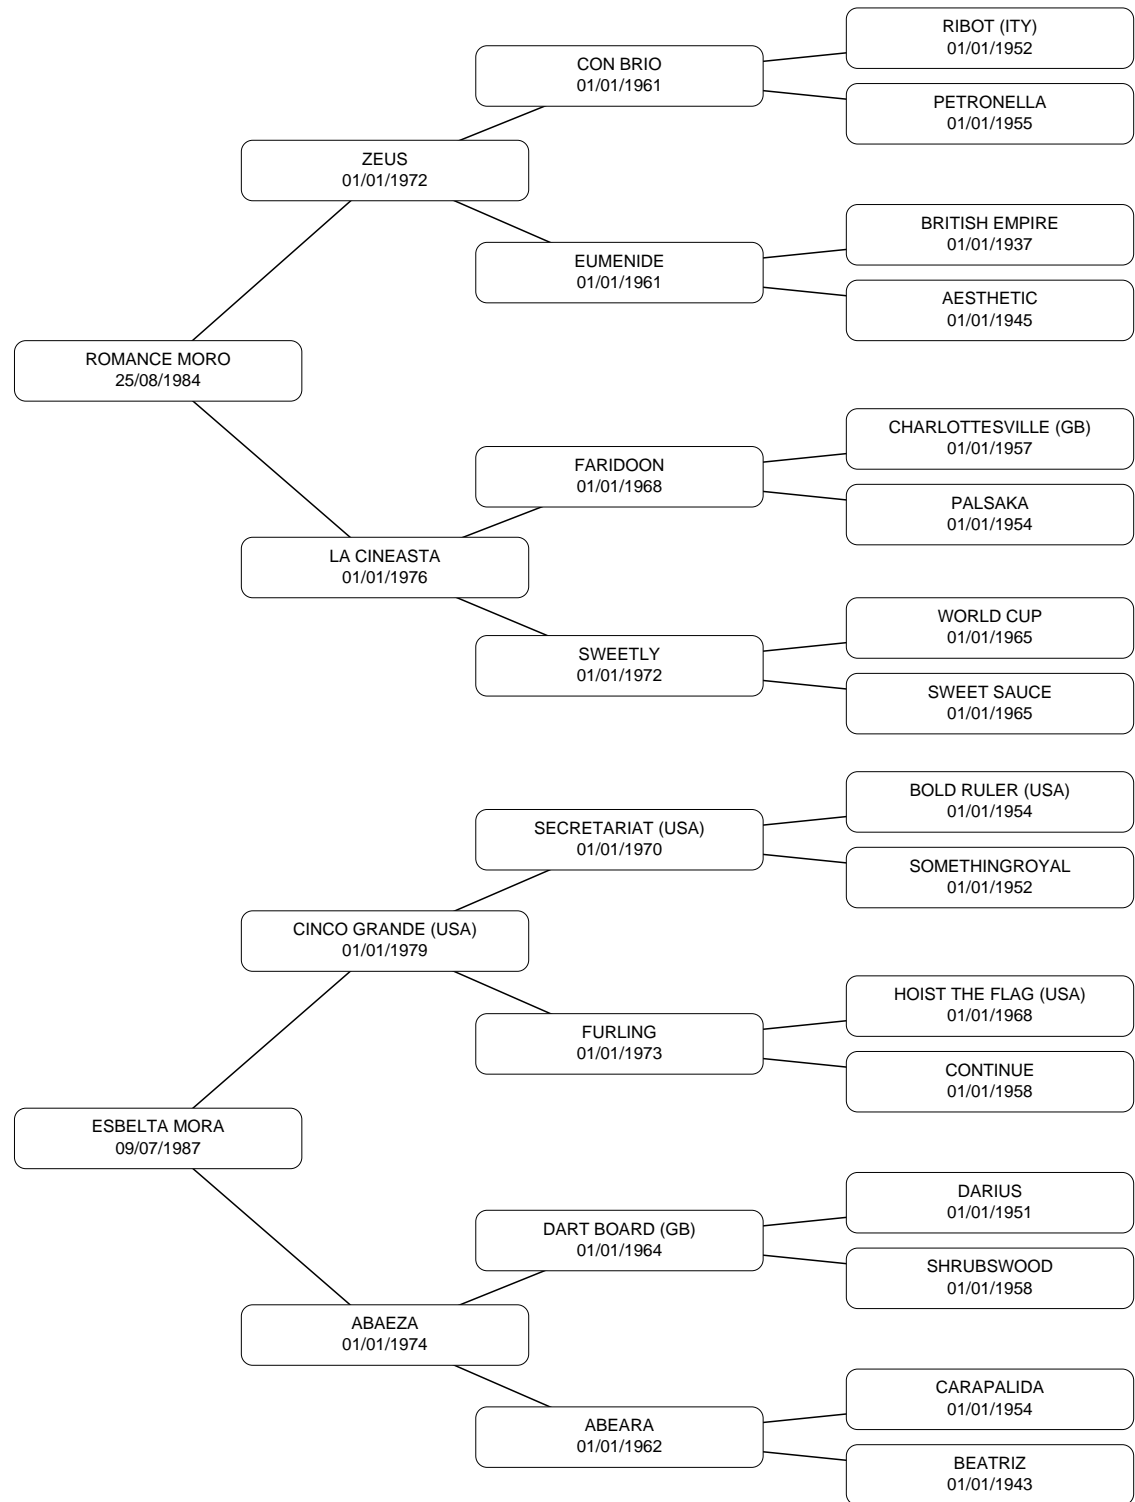 RIBOT (ITY)
01/01/1952
CON BRIO
01/01/1961
PETRONELLA
01/01/1955
ZEUS
01/01/1972
BRITISH EMPIRE
01/01/1937
EUMENIDE
01/01/1961
AESTHETIC
01/01/1945
ROMANCE MORO
25/08/1984
CHARLOTTESVILLE (GB)
01/01/1957
FARIDOON
01/01/1968
PALSAKA
01/01/1954
LA CINEASTA
01/01/1976
WORLD CUP
01/01/1965
SWEETLY
01/01/1972
SWEET SAUCE
01/01/1965
BOLD RULER (USA)
01/01/1954
SECRETARIAT (USA)
01/01/1970
SOMETHINGROYAL
01/01/1952
CINCO GRANDE (USA)
01/01/1979
HOIST THE FLAG (USA)
01/01/1968
FURLING
01/01/1973
CONTINUE
01/01/1958
ESBELTA MORA
09/07/1987
DARIUS
01/01/1951
DART BOARD (GB)
01/01/1964
SHRUBSWOOD
01/01/1958
ABAEZA
01/01/1974
CARAPALIDA
01/01/1954
ABEARA
01/01/1962
BEATRIZ
01/01/1943